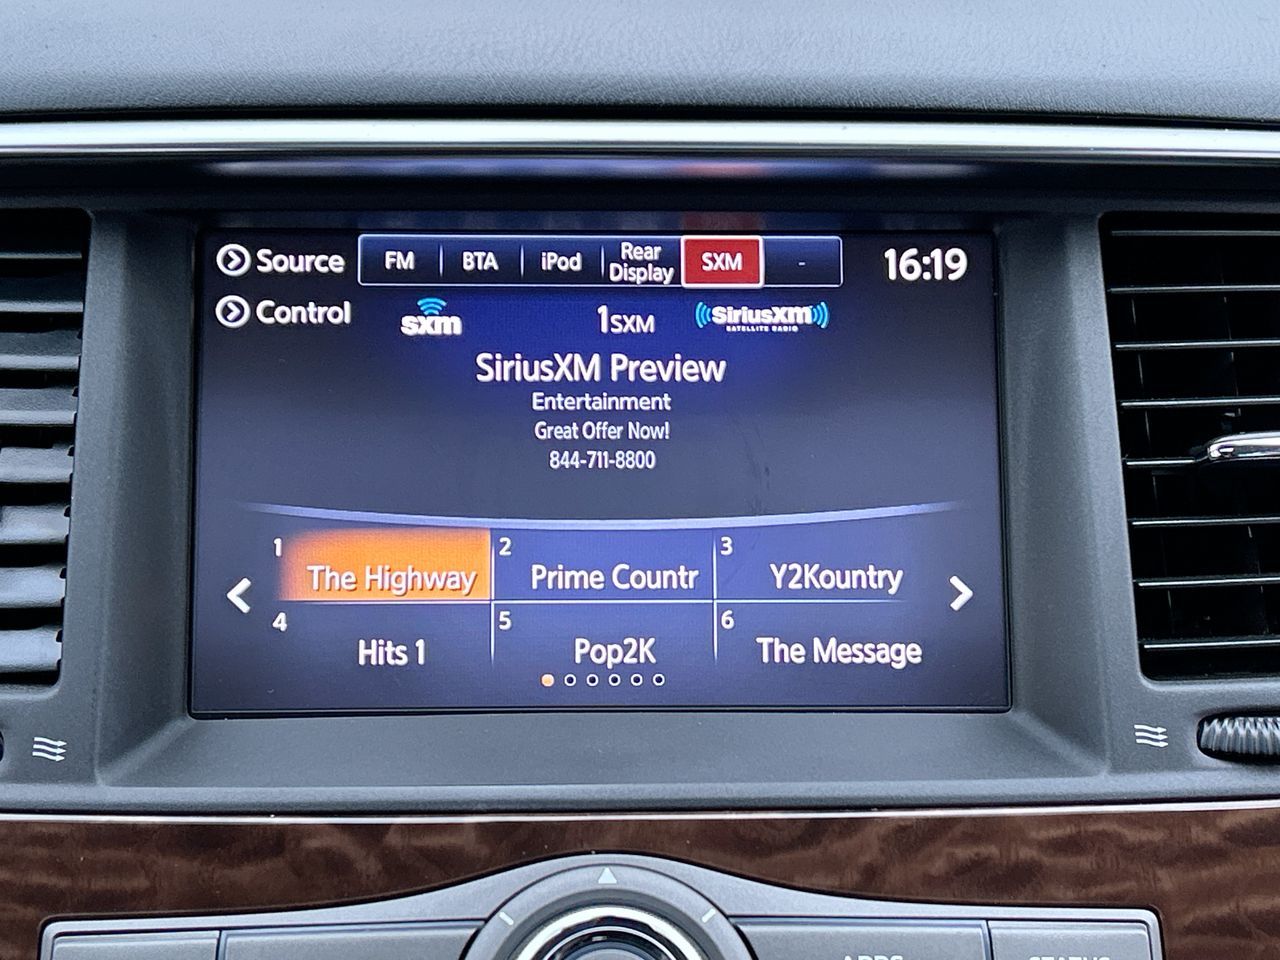 Source FM BTA iPod Rear Display SXM - 16:19
Control sxm 1SXM SiriusXM
SATELLITE RADIO
SiriusXM Preview
Entertainment
Great Offer Now!
844-711-8800
1 The Highway 2 Prime Countr 3 Y2Kountry
4 Hits 1 5 Pop2K 6 The Message
APPS STATUS